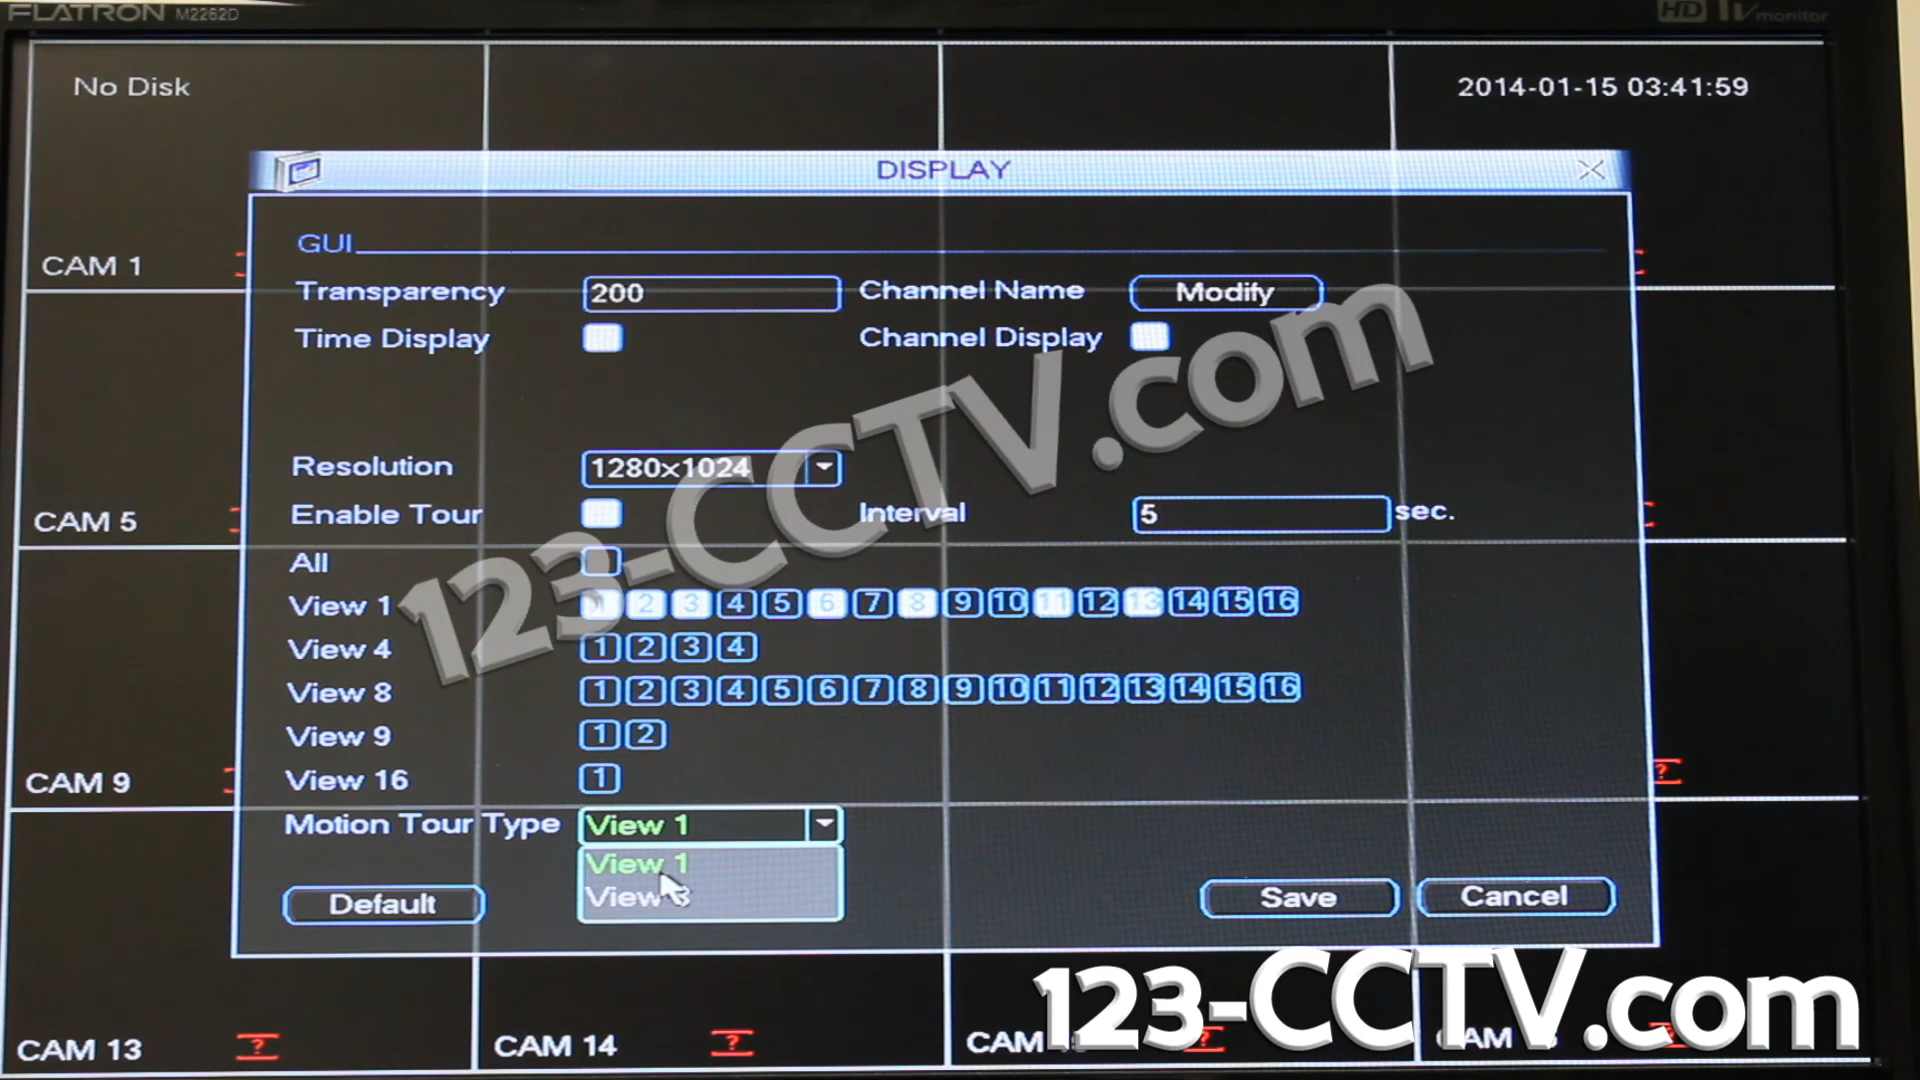 FLATRON M2262D
HD TV monitor
No Disk
2014-01-15 03:41:59
DISPLAY
GUI
CAM 1
Transparency 200 Channel Name Modify
Time Display Channel Display
Resolution 1280x1024
CAM 5
Enable Tour Interval 5 sec.
All
View 1 1 2 3 4 5 6 7 8 9 10 11 12 13 14 15 16
View 4 1 2 3 4
View 8 1 2 3 4 5 6 7 8 9 10 11 12 13 14 15 16
View 9 1 2
CAM 9 ?
View 16 1
Motion Tour Type View 1
View 1
View 8
Default Save Cancel
CAM 13 ? CAM 14 ? CAM ?
123-CCTV.com
123-CCTV.com